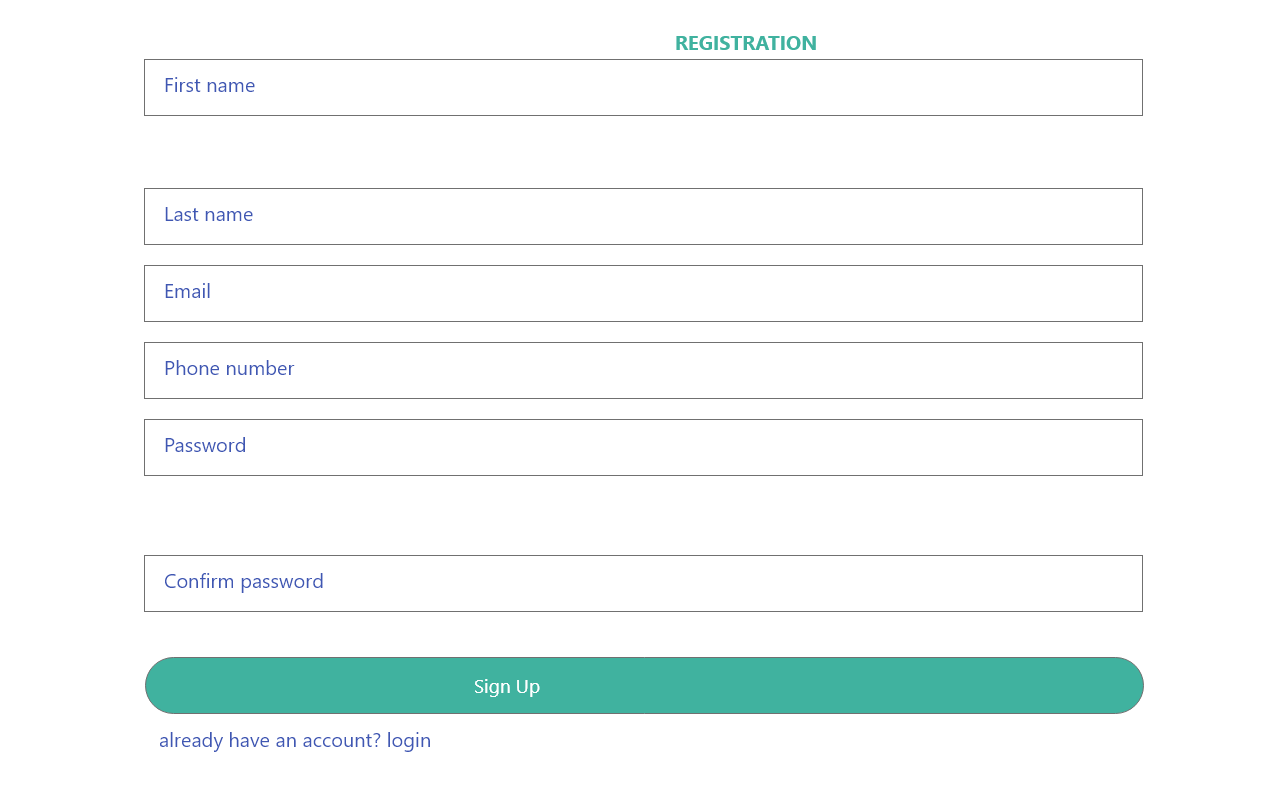 REGISTRATION
First name
Last name
Email
Phone number
Password
Confirm password
Sign Up
already have an account? login